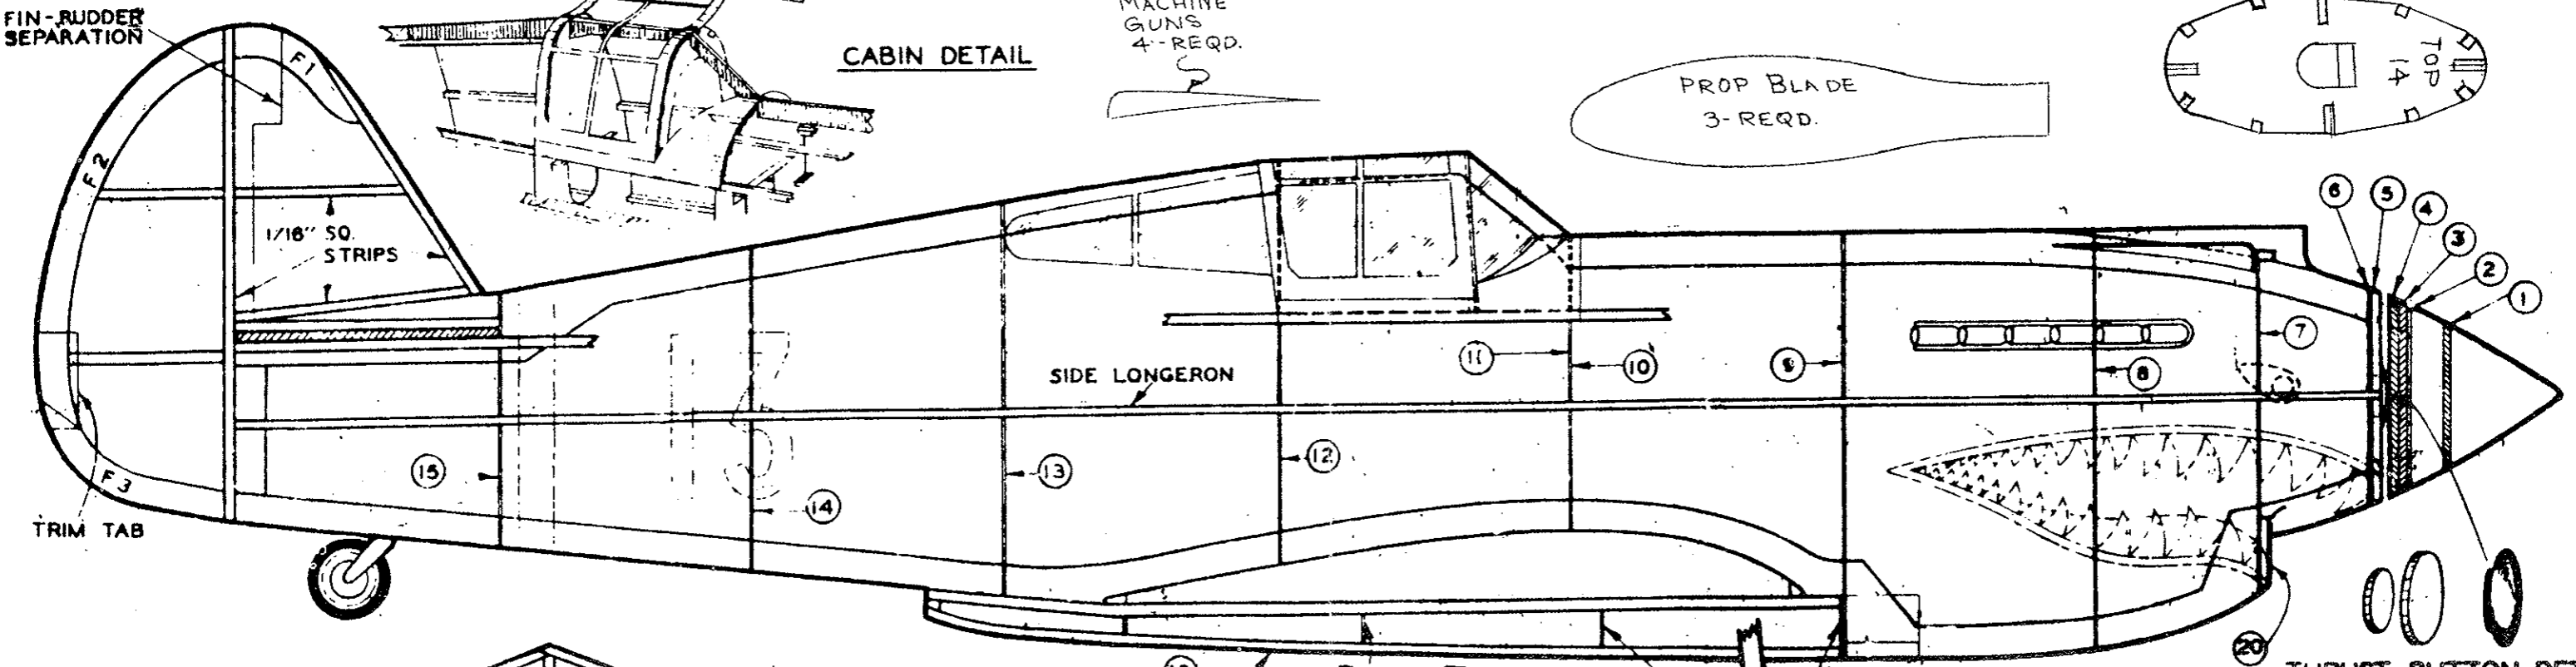 FIN-RUDDER
SEPARATION
CABIN DETAIL
MACHINE
GUNS
4-REQD.
PROP BLADE
3-REQD.
TOP
14
F1
F2
1/16" SQ.
STRIPS
6
5
4
3
2
1
7
11
10
9
8
SIDE LONGERON
15
14
13
12
F3
TRIM TAB
20
THRUST BUTTON